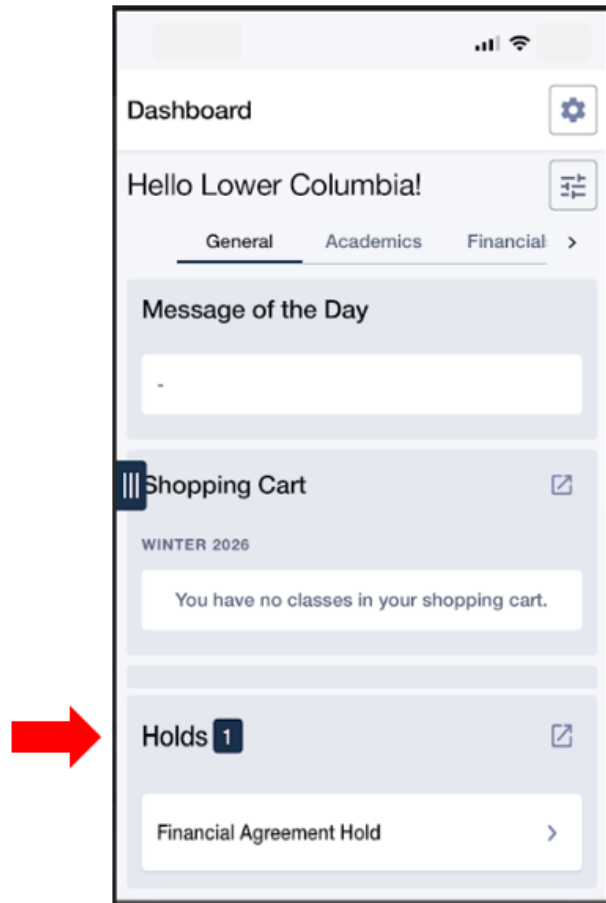 Dashboard
Hello Lower Columbia!
General Academics Financial
Message of the Day
-
Shopping Cart
WINTER 2026
You have no classes in your shopping cart.
Holds 1
Financial Agreement Hold